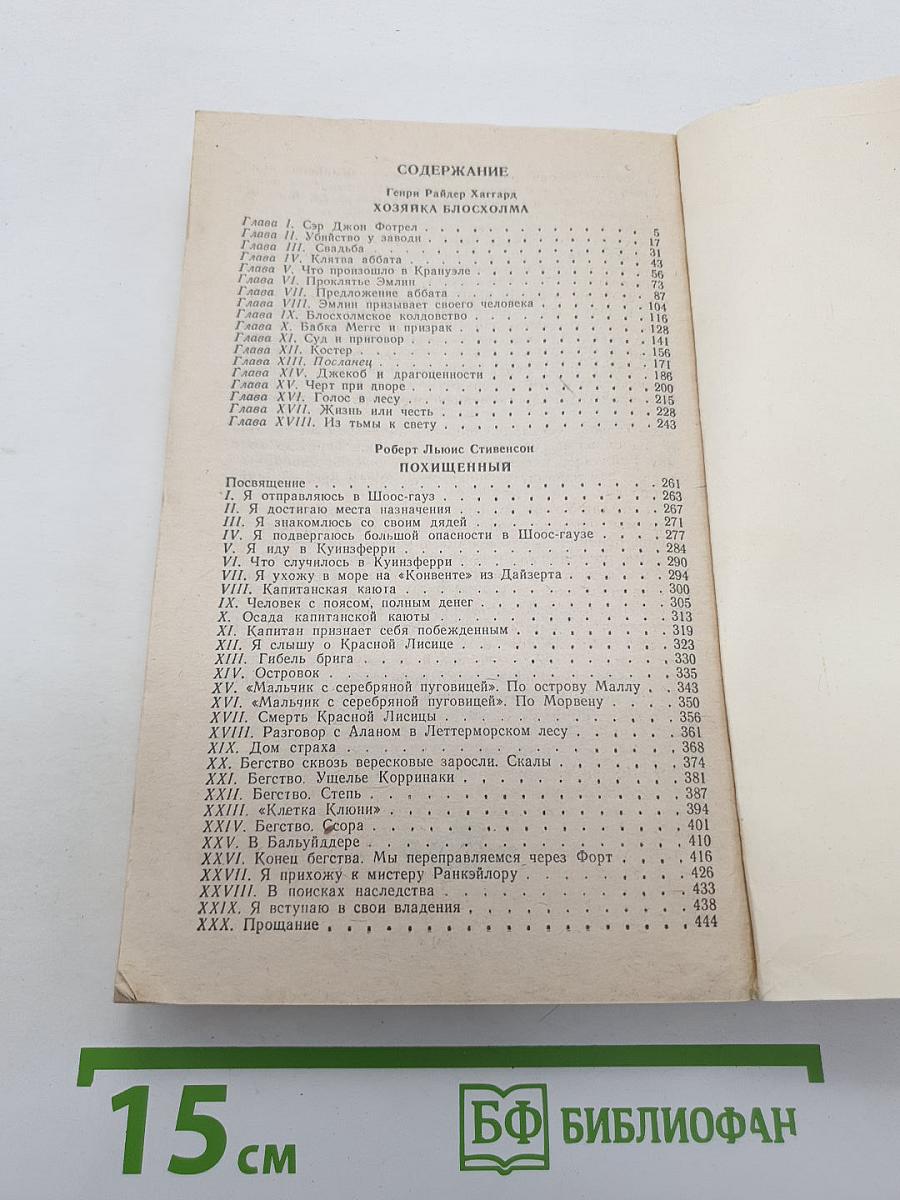 СОДЕРЖАНИЕ
Генри Райдер Хаггард
ХОЗЯЙКА БЛОСХОЛМА
Глава I. Сэр Джон Фотрел . . . 5
Глава II. Убийство у заводи . . . 17
Глава III. Свадьба . . . 31
Глава IV. Клятва аббата . . . 43
Глава V. Что произошло в Крануэле . . . 56
Глава VI. Проклятье Эмлин . . . 73
Глава VII. Предложение аббата . . . 87
Глава VIII. Эмлин призывает своего человека . . . 104
Глава IX. Блосхолмское колдовство . . . 116
Глава X. Бабка Меггс и призрак . . . 128
Глава XI. Суд и приговор . . . 141
Глава XII. Костер . . . 156
Глава XIII. Посланец . . . 171
Глава XIV. Джекоб и драгоценности . . . 186
Глава XV. Черт при дворе . . . 200
Глава XVI. Голос в лесу . . . 215
Глава XVII. Жизнь или честь . . . 228
Глава XVIII. Из тьмы к свету . . . 243
Роберт Льюис Стивенсон
ПОХИЩЕННЫЙ
Посвящение . . . 261
I. Я отправляюсь в Шоос-гауз . . . 263
II. Я достигаю места назначения . . . 267
III. Я знакомлюсь со своим дядей . . . 271
IV. Я подвергаюсь большой опасности в Шоос-гаузе . . . 277
V. Я иду в Куинзферри . . . 284
VI. Что случилось в Куинзферри . . . 290
VII. Я ухожу в море на «Конвенте» из Дайзерта . . . 294
VIII. Капитанская каюта . . . 300
IX. Человек с поясом, полным денег . . . 305
X. Осада капитанской каюты . . . 313
XI. Капитан признает себя побежденным . . . 319
XII. Я слышу о Красной Лисице . . . 323
XIII. Гибель брига . . . 330
XIV. Островок . . . 335
XV. «Мальчик с серебряной пуговицей». По острову Маллу . . . 343
XVI. «Мальчик с серебряной пуговицей». По Морвену . . . 350
XVII. Смерть Красной Лисицы . . . 356
XVIII. Разговор с Аланом в Леттерморском лесу . . . 361
XIX. Дом страха . . . 368
XX. Бегство сквозь вересковые заросли. Скалы . . . 374
XXI. Бегство. Ущелье Корринаки . . . 381
XXII. Бегство. Степь . . . 387
XXIII. «Клетка Клюни» . . . 394
XXIV. Бегство. Ссора . . . 401
XXV. В Бальуйддере . . . 410
XXVI. Конец бегства. Мы переправляемся через Форт . . . 416
XXVII. Я прихожу к мистеру Ранкэйлору . . . 426
XXVIII. В поисках наследства . . . 433
XXIX. Я вступаю в свои владения . . . 438
XXX. Прощание . . . 444
15 см
БФ БИБЛИОФАН